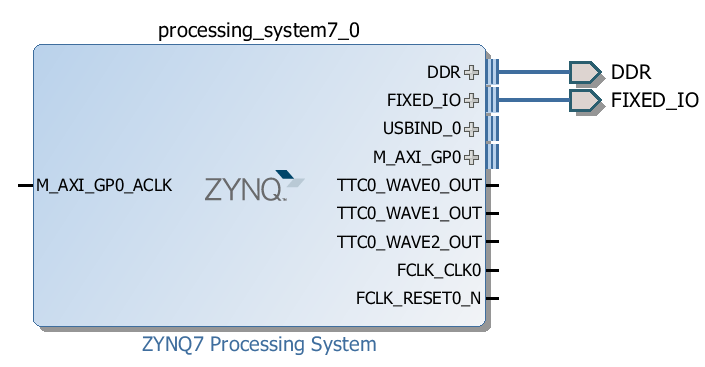 processing_system7_0
DDR
DDR
FIXED_IO
FIXED_IO
USBIND_0
M_AXI_GP0
M_AXI_GP0_ACLK
ZYNQ
TTC0_WAVE0_OUT
TTC0_WAVE1_OUT
TTC0_WAVE2_OUT
FCLK_CLK0
FCLK_RESET0_N
ZYNQ7 Processing System